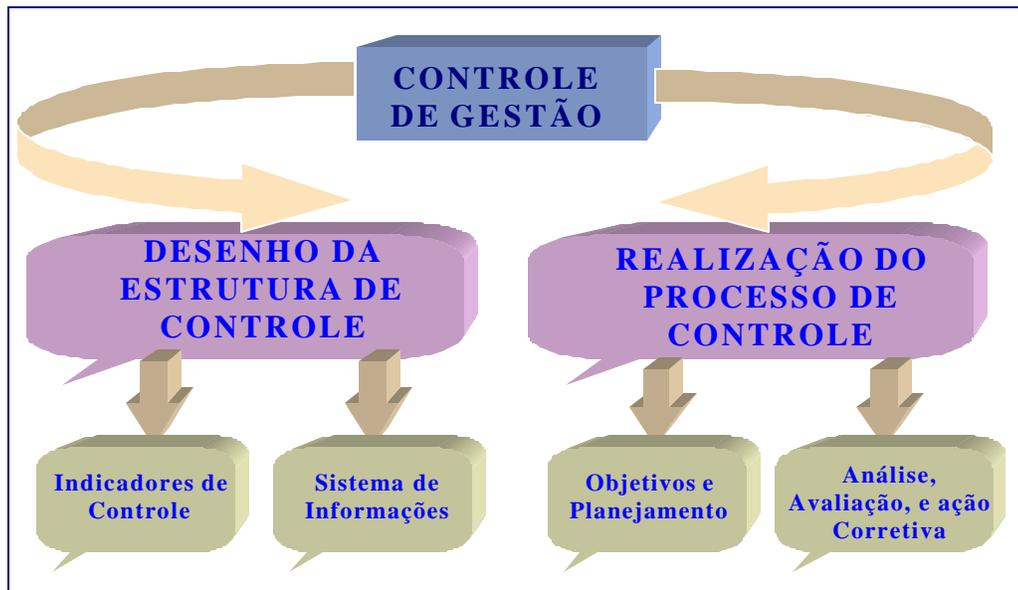 CONTROLE
DE GESTÃO
DESENHO DA
ESTRUTURA DE
CONTROLE
REALIZAÇÃO DO
PROCESSO DE
CONTROLE
Indicadores de
Controle
Sistema de
Informações
Objetivos e
Planejamento
Análise,
Avaliação, e ação
Corretiva